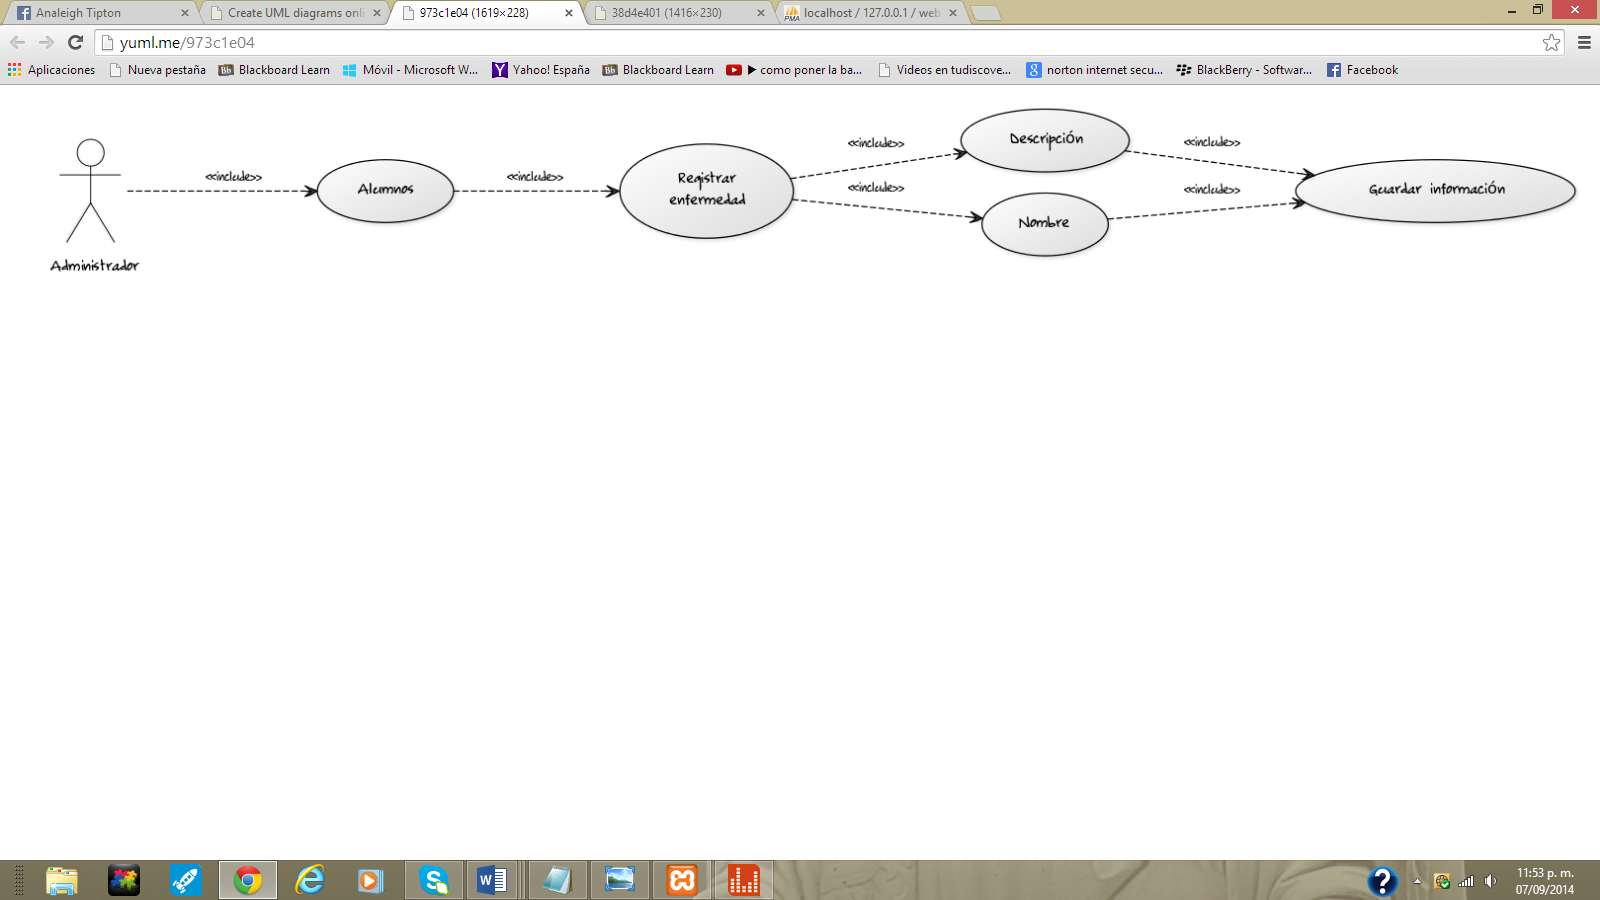 Analeigh Tipton
Create UML diagrams onli
973c1e04 (1619×228)
38d4e401 (1416×230)
PMA
localhost / 127.0.0.1 / web
yuml.me/973c1e04
Aplicaciones
Nueva pestaña
Bb Blackboard Learn
Móvil - Microsoft W...
Yahoo! España
Bb Blackboard Learn
▶ como poner la ba...
Videos en tudiscove...
norton internet secu...
BlackBerry - Softwar...
Facebook
<<include>>
<<include>>
<<include>>
<<include>>
<<include>>
<<include>>
Administrador
Alumnos
Registrar
enfermedad
Descripción
Nombre
Guardar información
11:53 p. m.
07/09/2014